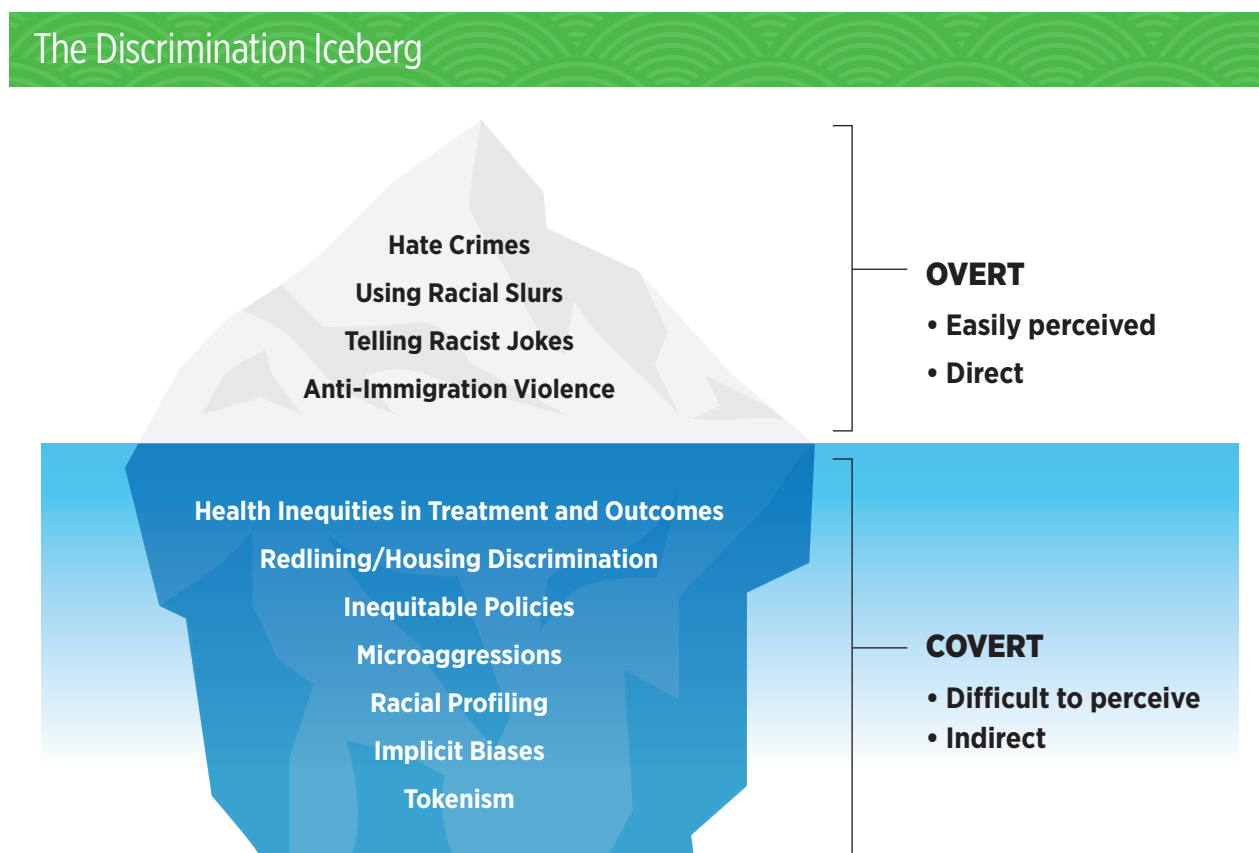 The Discrimination Iceberg
Hate Crimes
Using Racial Slurs
Telling Racist Jokes
Anti-Immigration Violence
OVERT
• Easily perceived
• Direct
Health Inequities in Treatment and Outcomes
Redlining/Housing Discrimination
Inequitable Policies
Microaggressions
Racial Profiling
Implicit Biases
Tokenism
COVERT
• Difficult to perceive
• Indirect